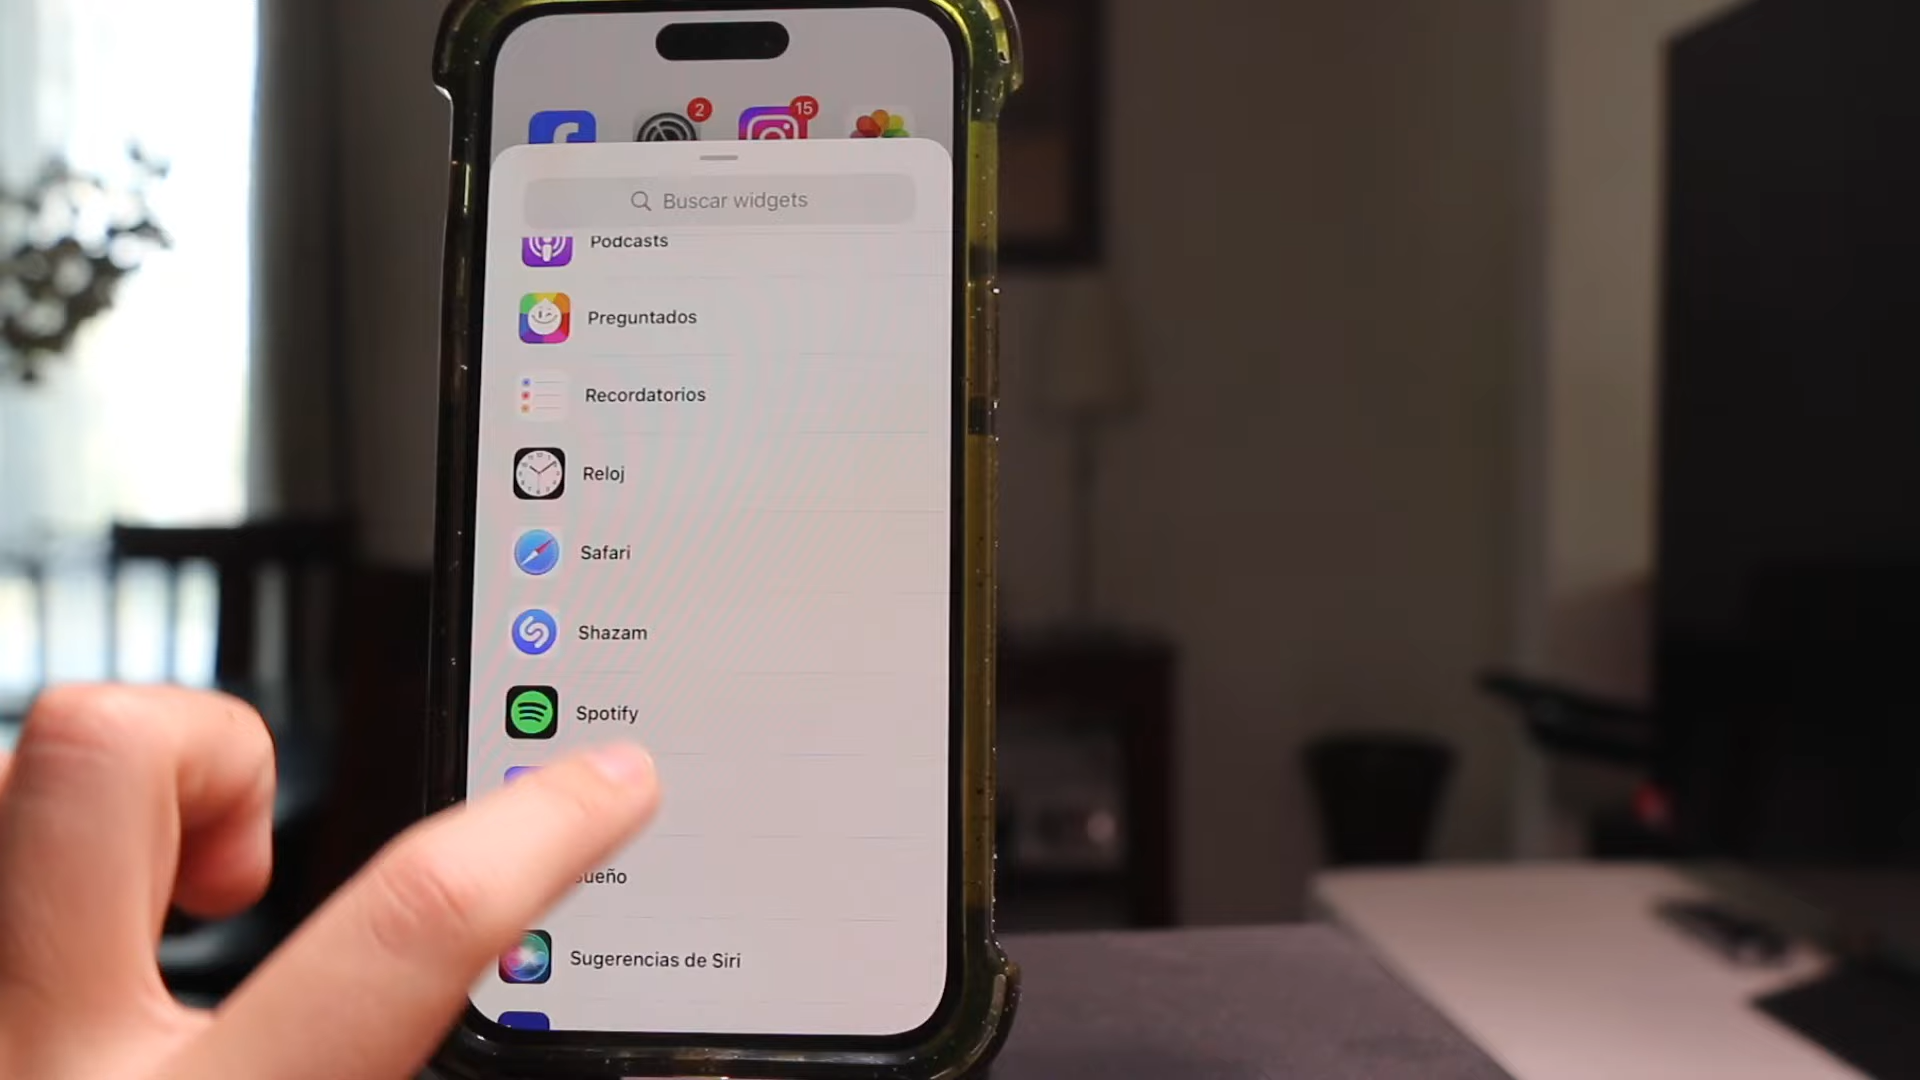 2
15
Buscar widgets
Podcasts
Preguntados
Recordatorios
Reloj
Safari
Shazam
Spotify
Sugerencias de Siri